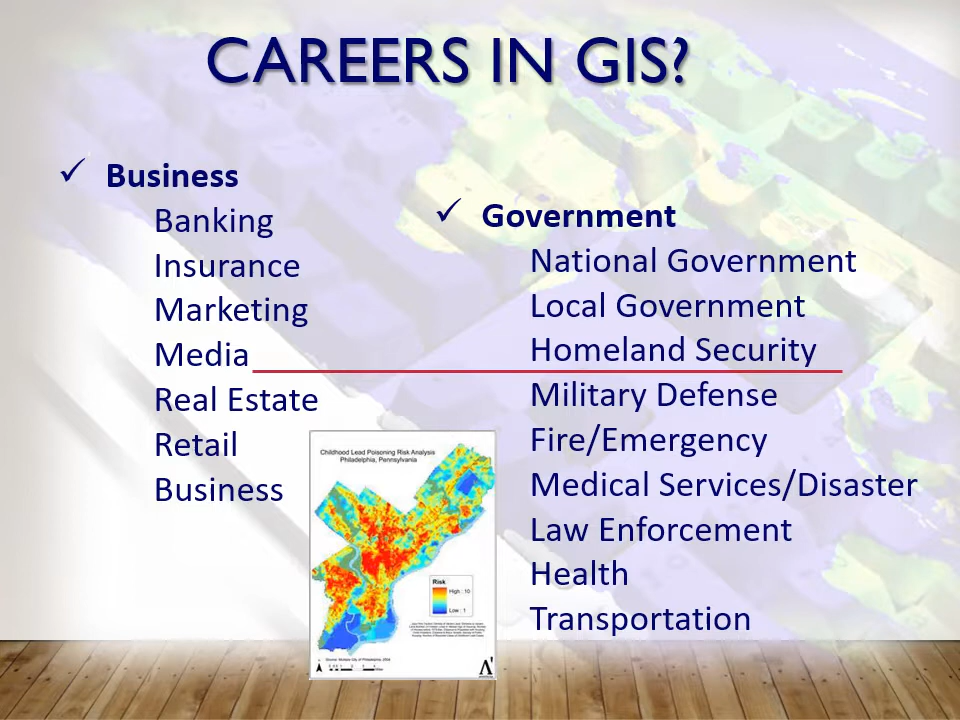 CAREERS IN GIS?
✓ Business
Banking
Insurance
Marketing
Media
Real Estate
Retail
Business
✓ Government
National Government
Local Government
Homeland Security
Military Defense
Fire/Emergency
Medical Services/Disaster
Law Enforcement
Health
Transportation
Childhood Lead Poisoning Risk Analysis
Philadelphia, Pennsylvania
Risk
High : 10
Low : 1